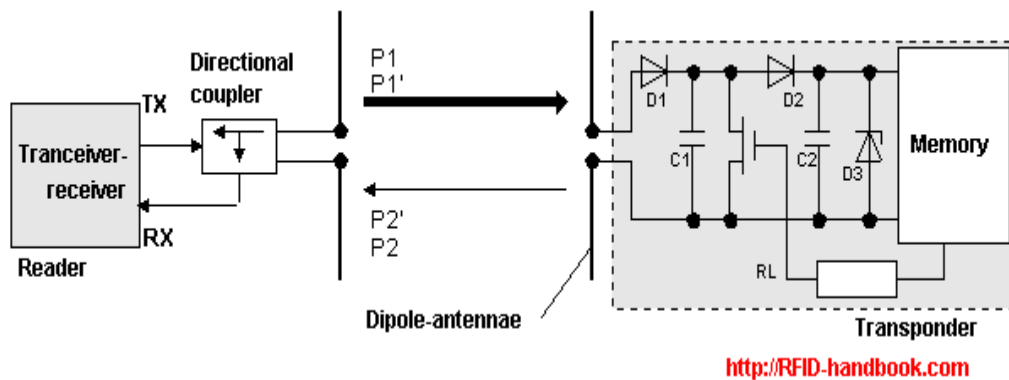 Directional
coupler
P1
P1'
TX
Tranceiver-
receiver
RX
Reader
P2'
P2
Dipole-antennae
D1
D2
C1
C2
D3
Memory
RL
Transponder
http://RFID-handbook.com